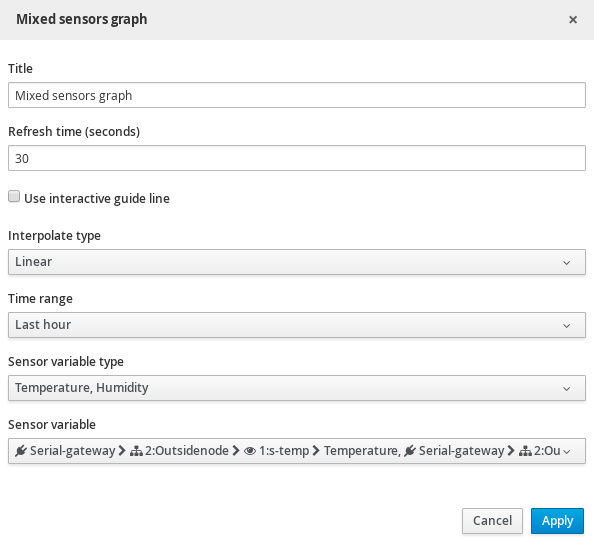 Mixed sensors graph
Title
Mixed sensors graph
Refresh time (seconds)
30
Use interactive guide line
Interpolate type
Linear
Time range
Last hour
Sensor variable type
Temperature, Humidity
Sensor variable
Serial-gateway 2:Outsidenode 1:s-temp Temperature, Serial-gateway 2:Ou
Cancel Apply